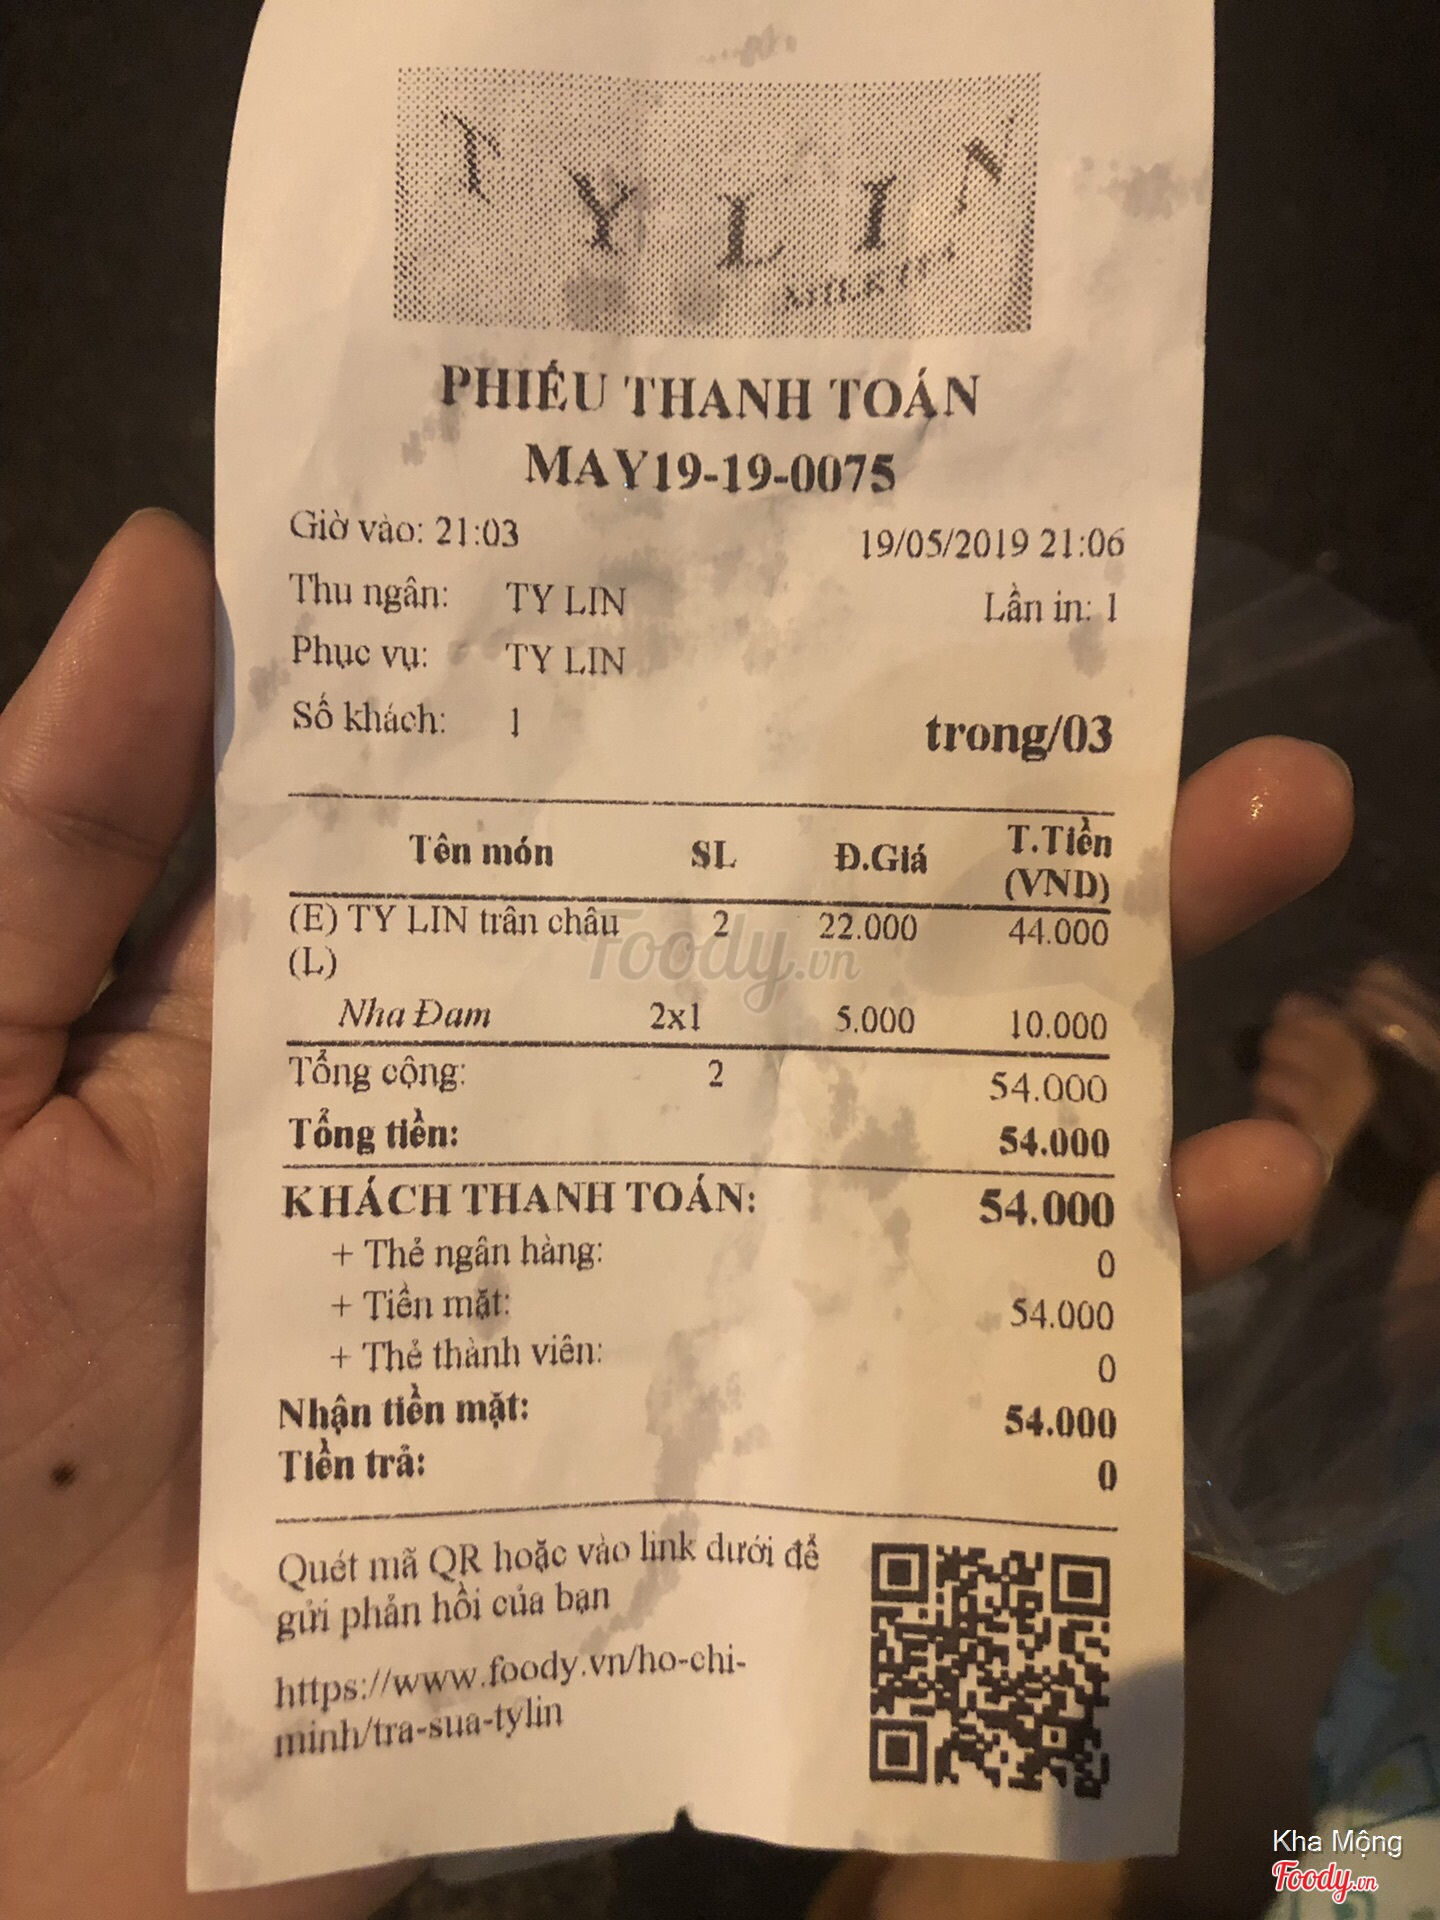 TY LIN
PHIẾU THANH TOÁN
MAY19-19-0075
Giờ vào: 21:03 19/05/2019 21:06
Thu ngân: TY LIN Lần in: 1
Phục vụ: TY LIN
Số khách: 1 trong/03
Tên món SL Đ.Giá T.Tiền
(VND)
(E) TY LIN trân châu 2 22.000 44.000
(L)
Nha Đam 2x1 5.000 10.000
Tổng cộng: 2 54.000
Tổng tiền: 54.000
KHÁCH THANH TOÁN: 54.000
+ Thẻ ngân hàng: 0
+ Tiền mặt: 54.000
+ Thẻ thành viên: 0
Nhận tiền mặt: 54.000
Tiền trả: 0
Quét mã QR hoặc vào link dưới để
gửi phản hồi của bạn
https://www.foody.vn/ho-chi-
minh/tra-sua-tylin
Foody.vn
Kha Mộng
Foody.vn